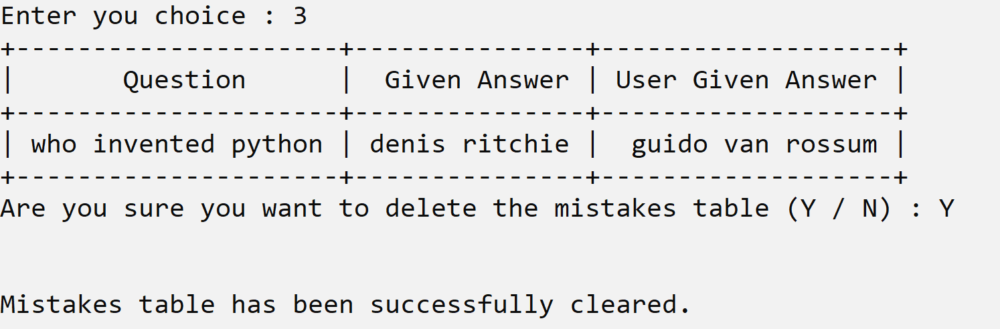 Enter you choice : 3
+---------------------+---------------+-------------------+
|       Question      |  Given Answer | User Given Answer |
+---------------------+---------------+-------------------+
| who invented python | denis ritchie |  guido van rossum |
+---------------------+---------------+-------------------+
Are you sure you want to delete the mistakes table (Y / N) : Y
Mistakes table has been successfully cleared.